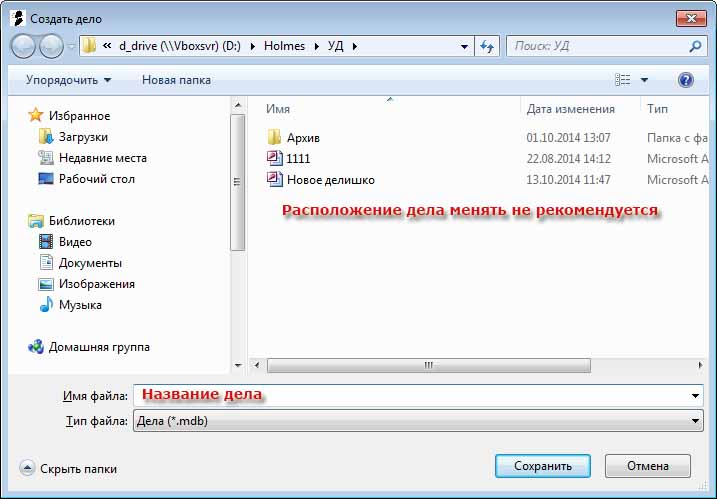 Создать дело
« d_drive (\\Vboxsvr) (D:) Holmes УД Поиск: УД
Упорядочить Новая папка
Имя Дата изменения Тип
Избранное
Загрузки
Недавние места
Рабочий стол
Библиотеки
Видео
Документы
Изображения
Музыка
Домашняя группа
Архив 01.10.2014 13:07 Папка с фа
1111 22.08.2014 14:12 Microsoft A
Новое делишко 13.10.2014 11:47 Microsoft A
Расположение дела менять не рекомендуется
Имя файла: Название дела
Тип файла: Дела (*.mdb)
Скрыть папки Сохранить Отмена